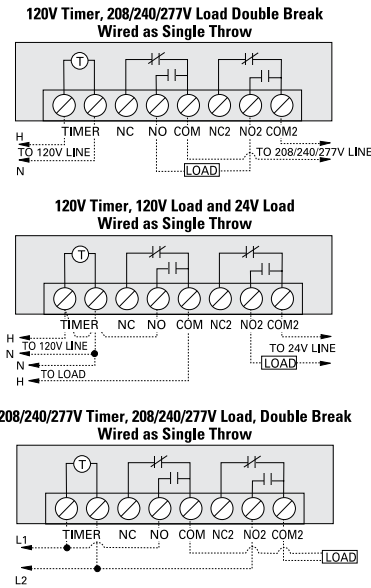 120V Timer, 208/240/277V Load Double Break
Wired as Single Throw
T
TIMER NC NO COM NC2 NO2 COM2
H
TO 120V LINE
N
LOAD
TO 208/240/277V LINE
120V Timer, 120V Load and 24V Load
Wired as Single Throw
T
TIMER NC NO COM NC2 NO2 COM2
H
TO 120V LINE
N
N
TO LOAD
H
TO 24V LINE
LOAD
208/240/277V Timer, 208/240/277V Load, Double Break
Wired as Single Throw
T
TIMER NC NO COM NC2 NO2 COM2
L1
L2
LOAD